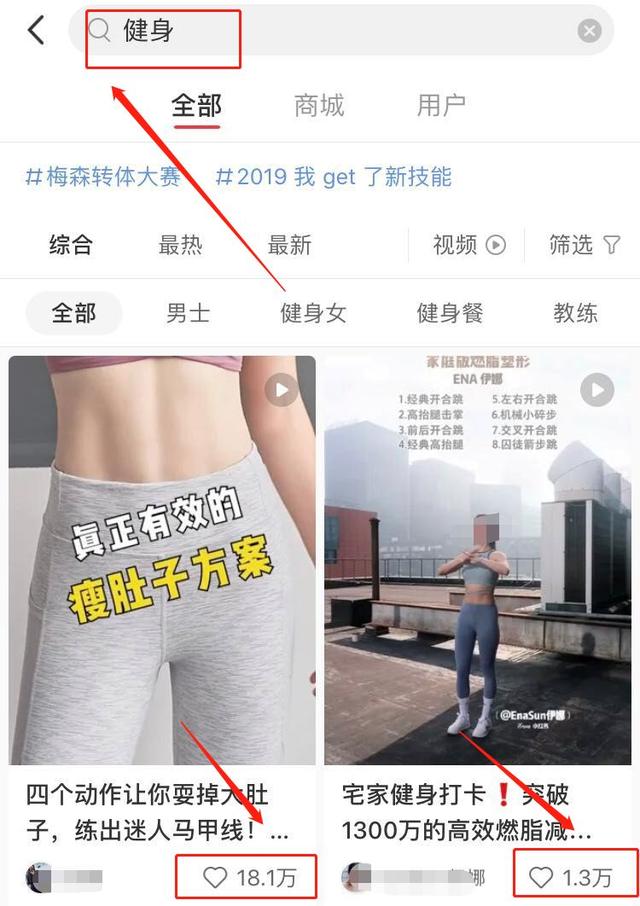 健身
全部 商城 用户
#梅森转体大赛 #2019 我 get 了新技能
综合 最热 最新 视频 筛选
全部 男士 健身女 健身餐 教练
真正有效的
瘦肚子方案
四个动作让你耍掉大肚
子，练出迷人马甲线！...
18.1万
家庭版燃脂塑形
ENA 伊娜
1.经典开合跳 5.左右开合跳
2.高抬腿击掌 6.机械小碎步
3.前后开合跳 7.交叉开合跳
4.经典高抬腿 8.囚徒箭步跳
@EnaSun伊娜
小红书
宅家健身打卡❗突破
1300万的高效燃脂减...
娜
1.3万